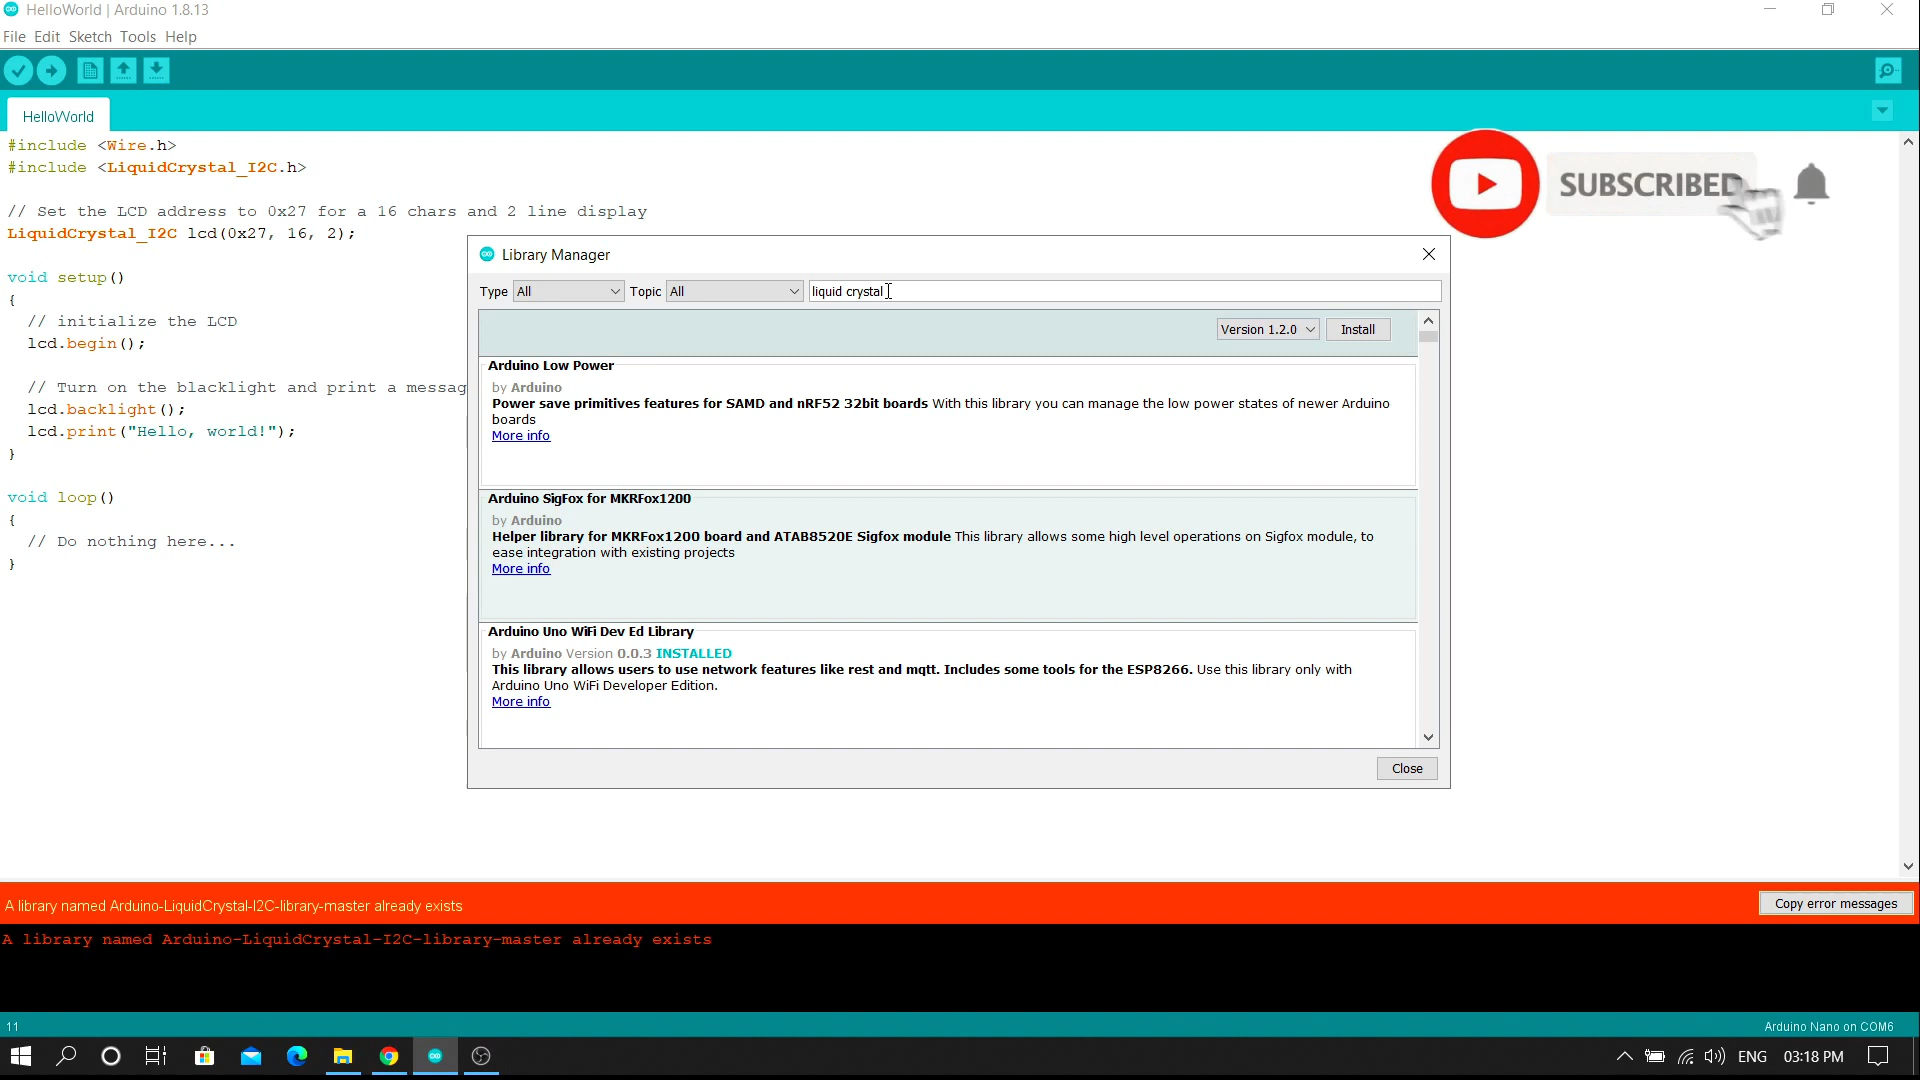 HelloWorld | Arduino 1.8.13
File Edit Sketch Tools Help
HelloWorld
#include <Wire.h>
#include <LiquidCrystal_I2C.h>
// Set the LCD address to 0x27 for a 16 chars and 2 line display
LiquidCrystal_I2C lcd(0x27, 16, 2);
void setup()
{
// initialize the LCD
lcd.begin();
// Turn on the blacklight and print a messag
lcd.backlight();
lcd.print("Hello, world!");
}
void loop()
{
// Do nothing here...
}
SUBSCRIBED
Library Manager
Type All Topic All liquid crystal
Version 1.2.0 Install
Arduino Low Power
by Arduino
Power save primitives features for SAMD and nRF52 32bit boards With this library you can manage the low power states of newer Arduino
boards
More info
Arduino SigFox for MKRFox1200
by Arduino
Helper library for MKRFox1200 board and ATAB8520E Sigfox module This library allows some high level operations on Sigfox module, to
ease integration with existing projects
More info
Arduino Uno WiFi Dev Ed Library
by Arduino Version 0.0.3 INSTALLED
This library allows users to use network features like rest and mqtt. Includes some tools for the ESP8266. Use this library only with
Arduino Uno WiFi Developer Edition.
More info
Close
A library named Arduino-LiquidCrystal-I2C-library-master already exists
Copy error messages
A library named Arduino-LiquidCrystal-I2C-library-master already exists
11
Arduino Nano on COM6
ENG 03:18 PM